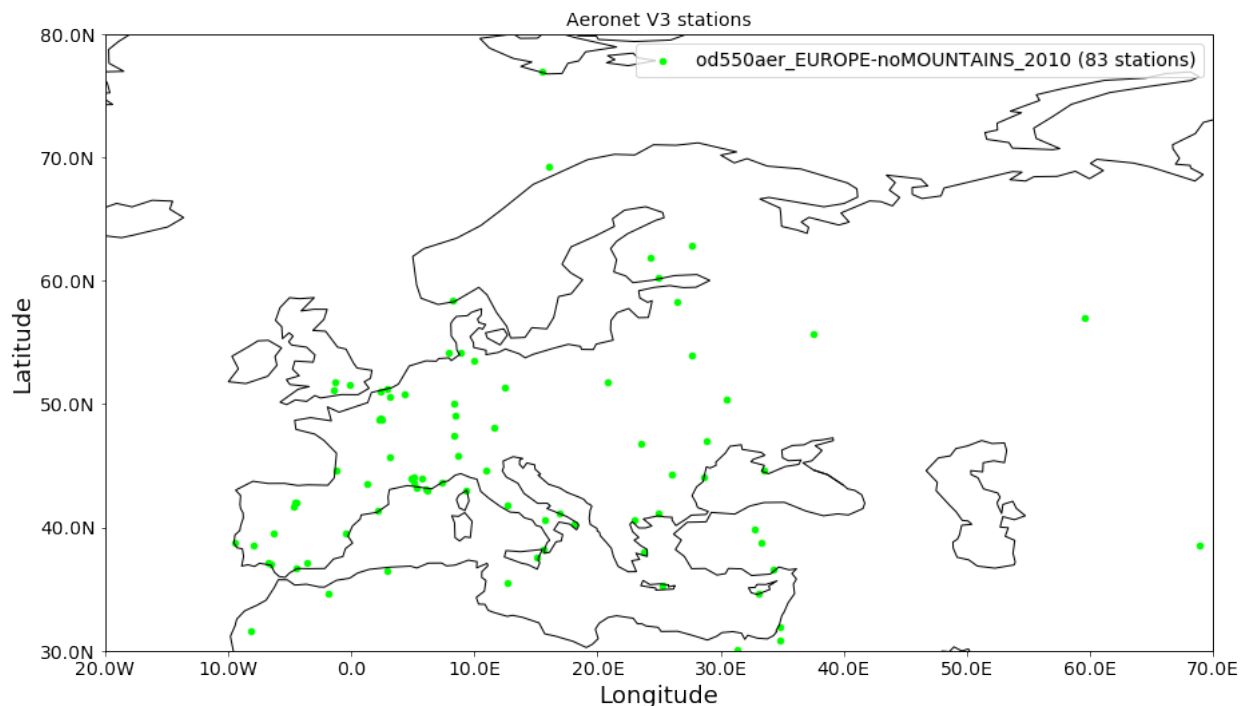 Aeronet V3 stations
od550aer_EUROPE-noMOUNTAINS_2010 (83 stations)
80.0N
70.0N
60.0N
50.0N
40.0N
30.0N
Latitude
20.0W
10.0W
0.0
10.0E
20.0E
30.0E
40.0E
50.0E
60.0E
70.0E
Longitude